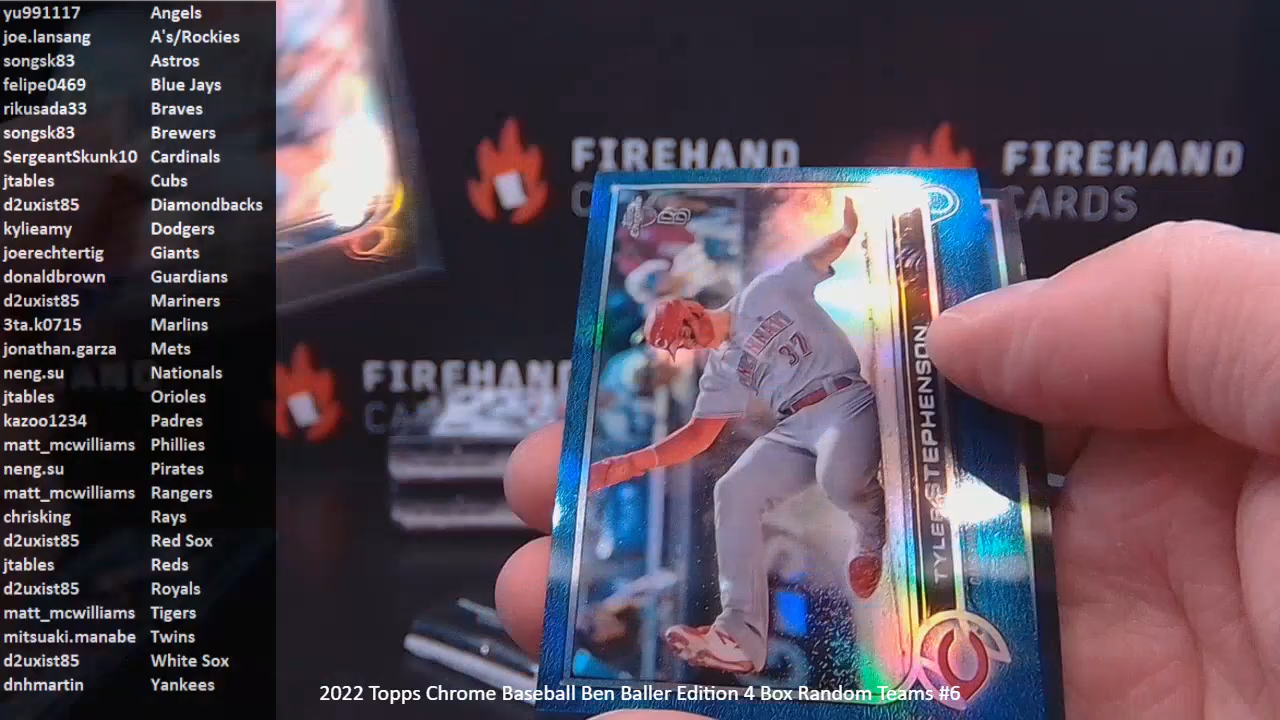 yu991117 Angels
joe.lansang A's/Rockies
songsk83 Astros
felipe0469 Blue Jays
rikusada33 Braves
songsk83 Brewers
SergeantSkunk10 Cardinals
jtables Cubs
d2uxist85 Diamondbacks
kylieamy Dodgers
joerechtertig Giants
donaldbrown Guardians
d2uxist85 Mariners
3ta.k0715 Marlins
jonathan.garza Mets
neng.su Nationals
jtables Orioles
kazoo1234 Padres
matt_mcwilliams Phillies
neng.su Pirates
matt_mcwilliams Rangers
chrisking Rays
d2uxist85 Red Sox
jtables Reds
d2uxist85 Royals
matt_mcwilliams Tigers
mitsuaki.manabe Twins
d2uxist85 White Sox
dnhmartin Yankees
FIREHAND
FIREHAND
CARDS
FIREHAND
CINCINNATI
37
TYLER STEPHENSON
2022 Topps Chrome Baseball Ben Baller Edition 4 Box Random Teams #6